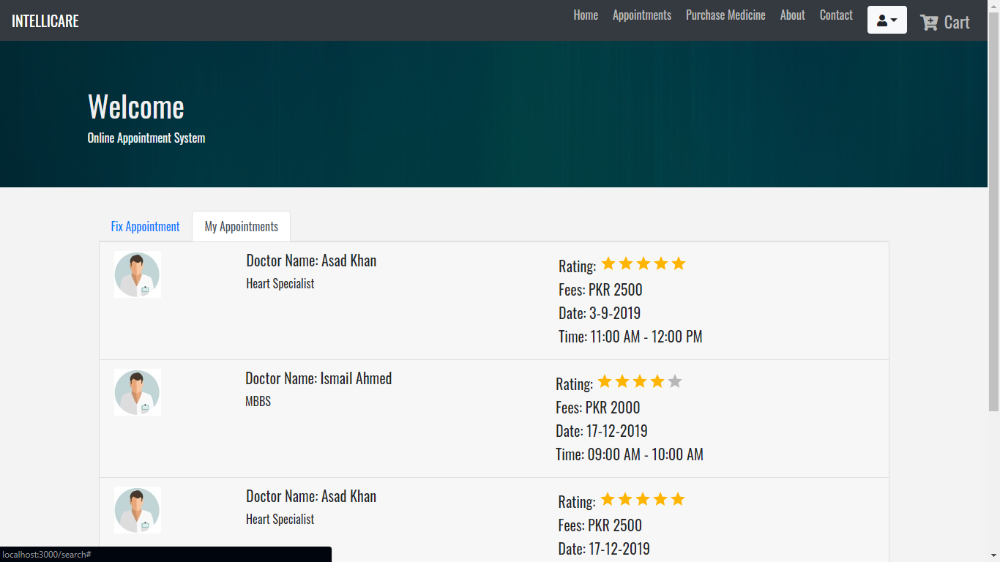 INTELLICARE
Home Appointments Purchase Medicine About Contact Cart
Welcome
Online Appointment System
Fix Appointment My Appointments
Doctor Name: Asad Khan
Heart Specialist
Rating:
Fees: PKR 2500
Date: 3-9-2019
Time: 11:00 AM - 12:00 PM
Doctor Name: Ismail Ahmed
MBBS
Rating:
Fees: PKR 2000
Date: 17-12-2019
Time: 09:00 AM - 10:00 AM
Doctor Name: Asad Khan
Heart Specialist
Rating:
Fees: PKR 2500
Date: 17-12-2019
localhost:3000/search#